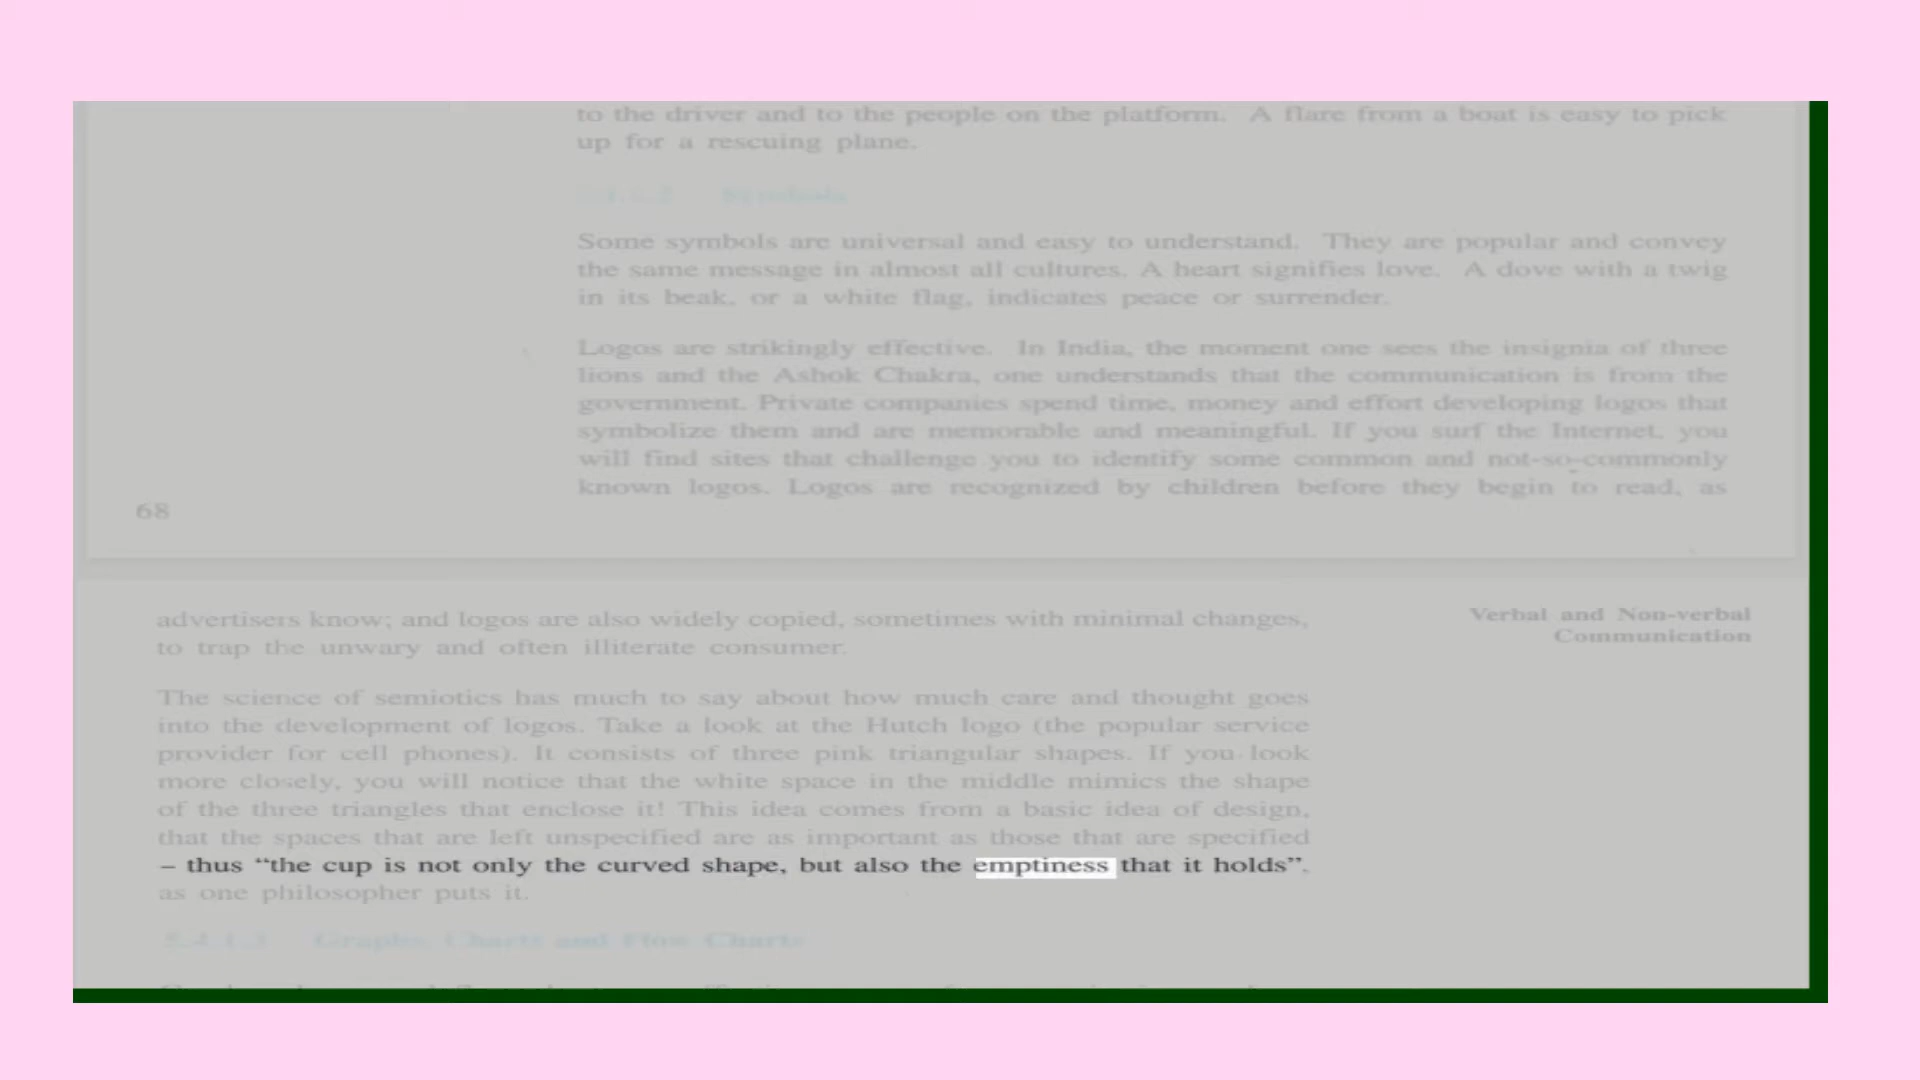 to the driver and to the people on the platform. A flare from a boat is easy to pick
up for a rescuing plane.
Symbols
Some symbols are universal and easy to understand. They are popular and convey
the same message in almost all cultures. A heart signifies love. A dove with a twig
in its beak, or a white flag, indicates peace or surrender.
Logos are strikingly effective. In India, the moment one sees the insignia of three
lions and the Ashok Chakra, one understands that the communication is from the
government. Private companies spend time, money and effort developing logos that
symbolize them and are memorable and meaningful. If you surf the Internet, you
will find sites that challenge you to identify some common and not-so-commonly
known logos. Logos are recognized by children before they begin to read, as
68
advertisers know; and logos are also widely copied, sometimes with minimal changes,
to trap the unwary and often illiterate consumer.
Verbal and Non-verbal
Communication
The science of semiotics has much to say about how much care and thought goes
into the development of logos. Take a look at the Hutch logo (the popular service
provider for cell phones). It consists of three pink triangular shapes. If you look
more closely, you will notice that the white space in the middle mimics the shape
of the three triangles that enclose it! This idea comes from a basic idea of design,
that the spaces that are left unspecified are as important as those that are specified
– thus “the cup is not only the curved shape, but also the emptiness that it holds”,
as one philosopher puts it.
5.4.1.3 Graphs, Charts and Flow Charts